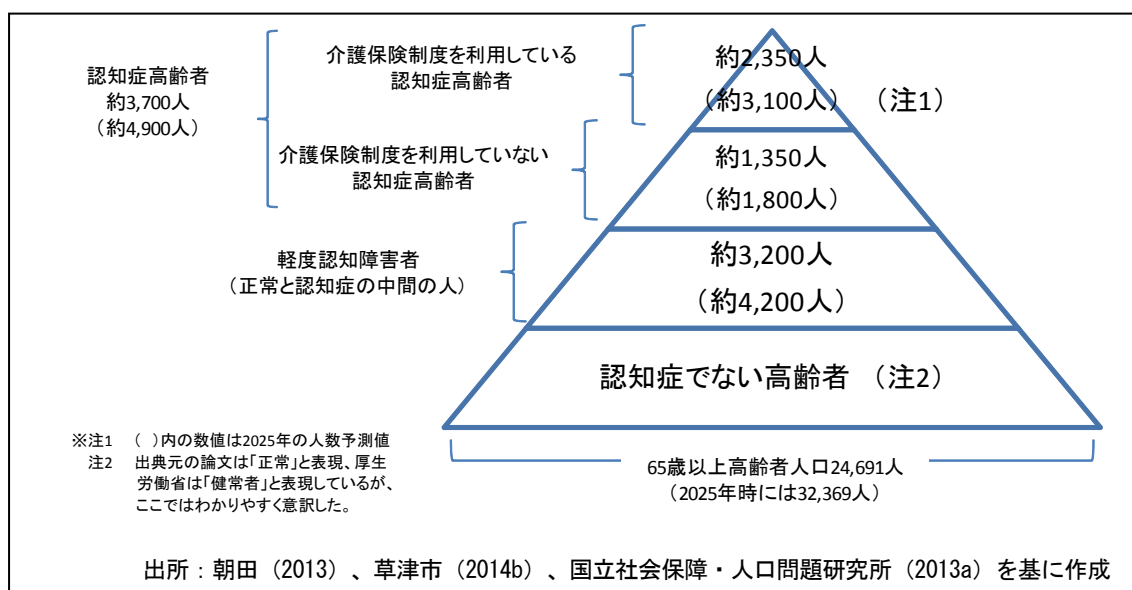 認知症高齢者
約3,700人
（約4,900人）
介護保険制度を利用している
認知症高齢者
約2,350人
（約3,100人）　（注1）
介護保険制度を利用していない
認知症高齢者
約1,350人
（約1,800人）
軽度認知障害者
（正常と認知症の中間の人）
約3,200人
（約4,200人）
認知症でない高齢者　（注2）
65歳以上高齢者人口24,691人
（2025年時には32,369人）
※注1　（　）内の数値は2025年の人数予測値
注2　出典元の論文は「正常」と表現、厚生
労働省は「健常者」と表現しているが、
ここではわかりやすく意訳した。
出所：朝田（2013）、草津市（2014b）、国立社会保障・人口問題研究所（2013a）を基に作成